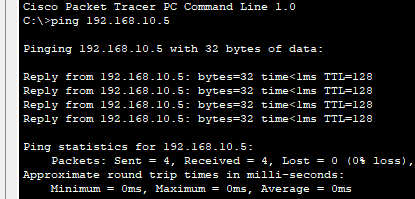 Cisco Packet Tracer PC Command Line 1.0
C:\>ping 192.168.10.5
Pinging 192.168.10.5 with 32 bytes of data:
Reply from 192.168.10.5: bytes=32 time<1ms TTL=128
Reply from 192.168.10.5: bytes=32 time<1ms TTL=128
Reply from 192.168.10.5: bytes=32 time<1ms TTL=128
Reply from 192.168.10.5: bytes=32 time<1ms TTL=128
Ping statistics for 192.168.10.5:
Packets: Sent = 4, Received = 4, Lost = 0 (0% loss),
Approximate round trip times in milli-seconds:
Minimum = 0ms, Maximum = 0ms, Average = 0ms